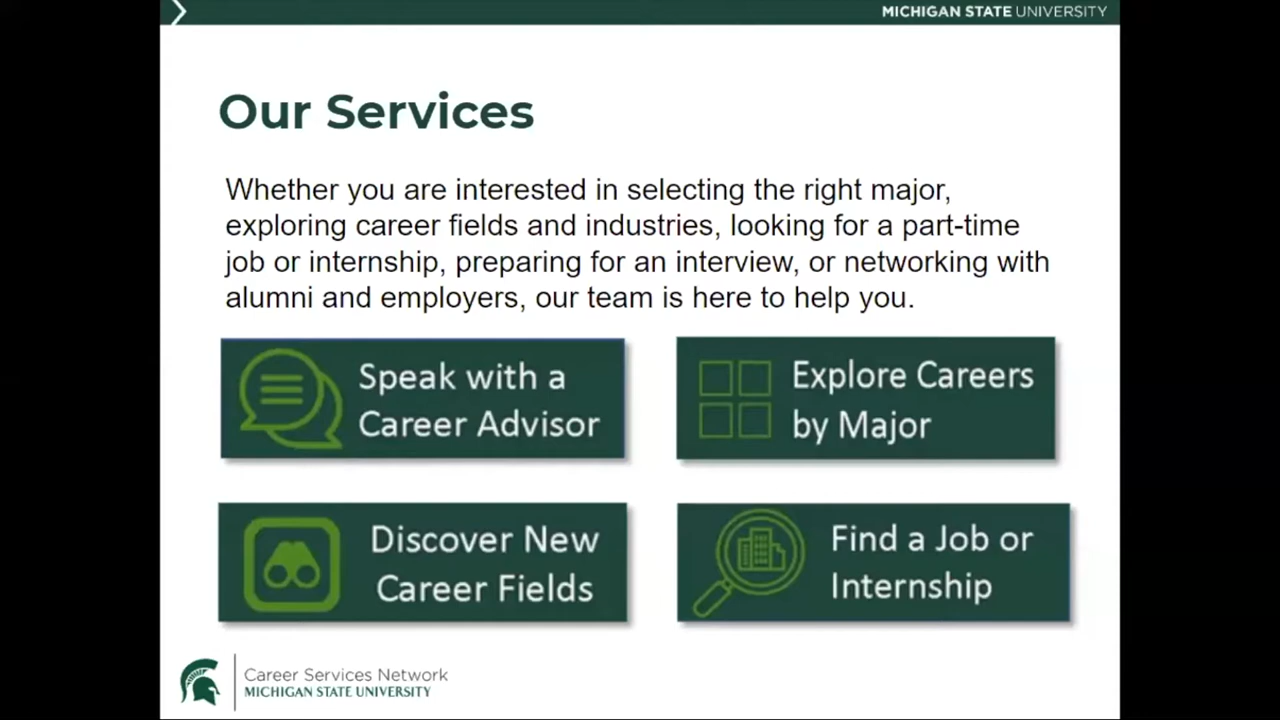 MICHIGAN STATE UNIVERSITY
Our Services
Whether you are interested in selecting the right major,
exploring career fields and industries, looking for a part-time
job or internship, preparing for an interview, or networking with
alumni and employers, our team is here to help you.
Speak with a
Career Advisor
Explore Careers
by Major
Discover New
Career Fields
Find a Job or
Internship
Career Services Network
MICHIGAN STATE UNIVERSITY